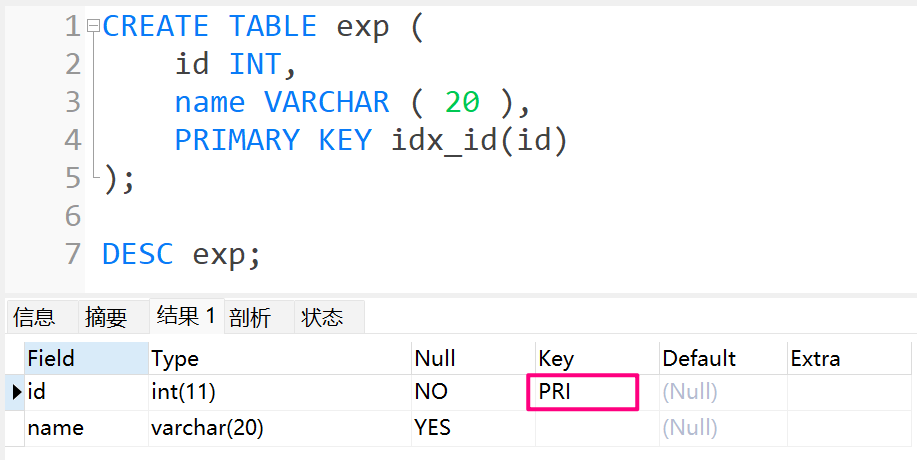 1 CREATE TABLE exp (
2 id INT,
3 name VARCHAR ( 20 ),
4 PRIMARY KEY idx_id(id)
5 );
6
7 DESC exp;
信息 摘要 结果 1 剖析 状态
Field Type Null Key Default Extra
id int(11) NO PRI (Null)
name varchar(20) YES (Null)